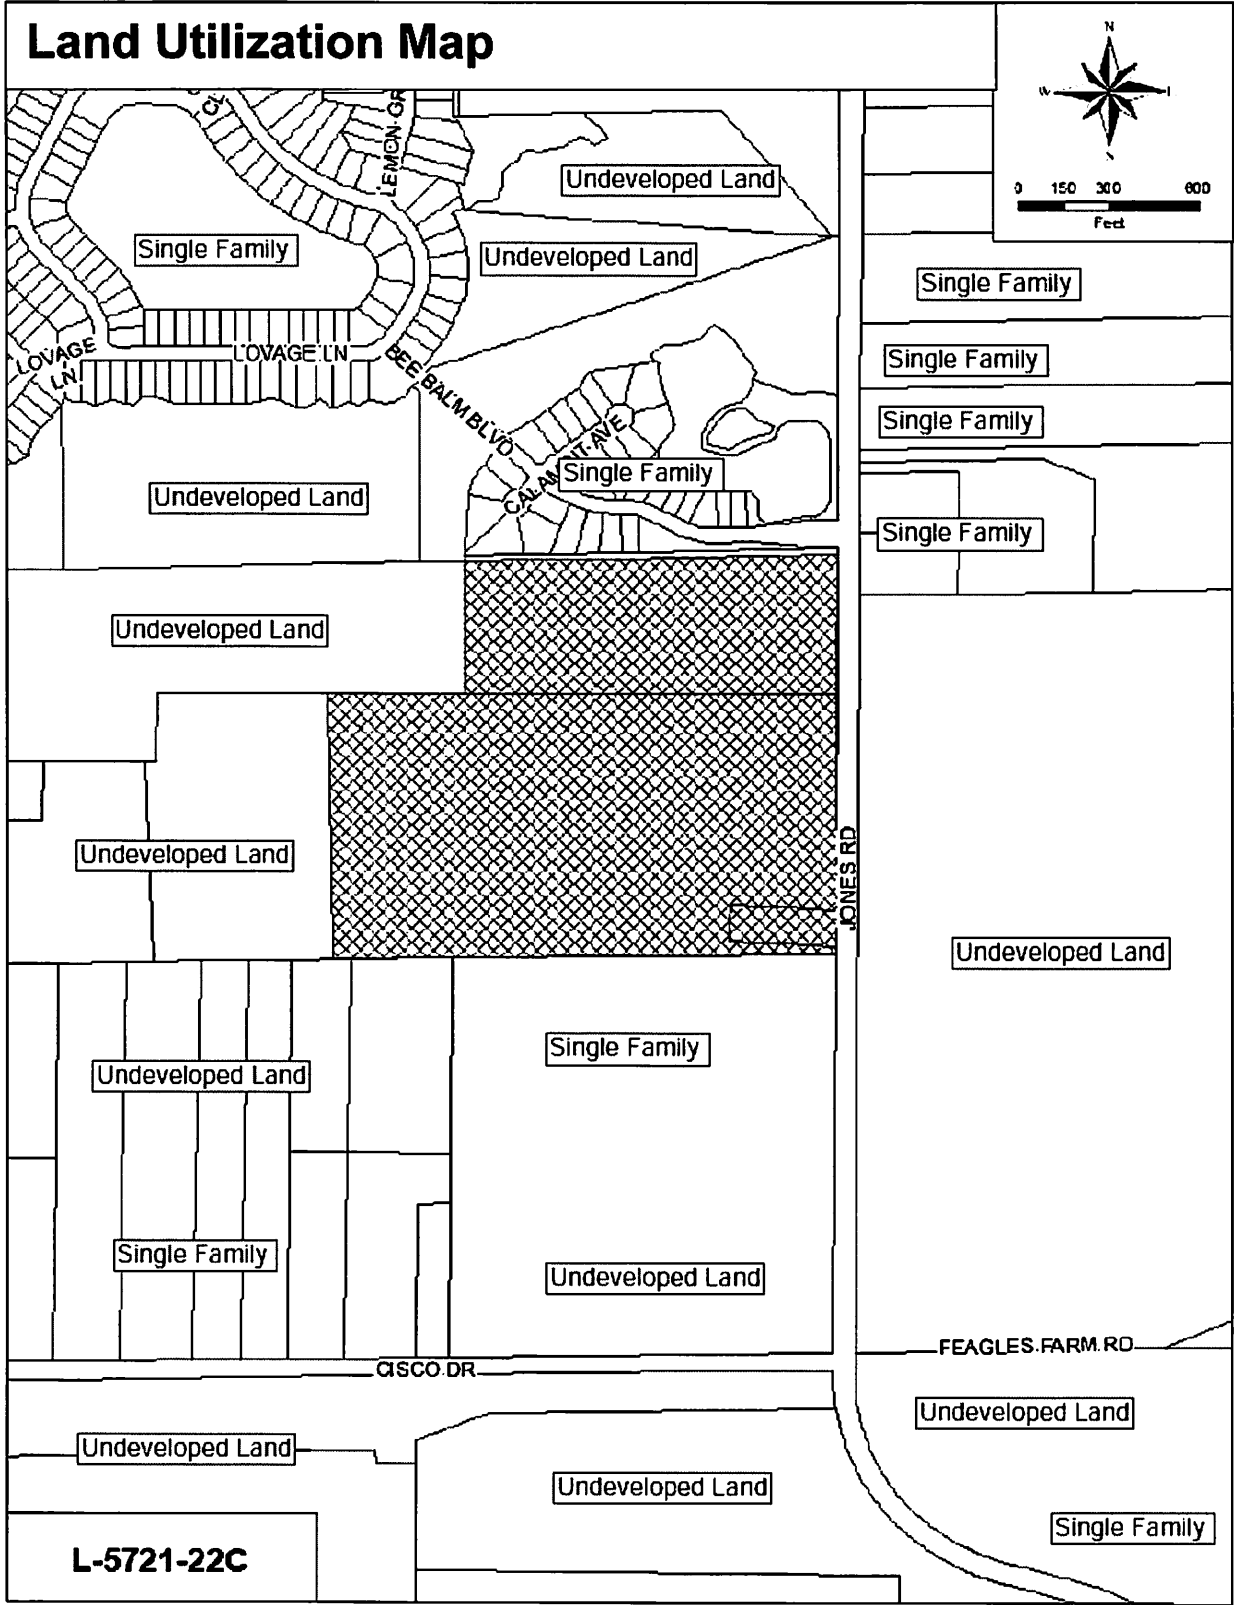 Land Utilization Map
N
W
0 150 300 600
Feet
LEMON GR
Undeveloped Land
Single Family
Undeveloped Land
Single Family
LOVAGE LN
LOVAGE LN
BEE BALM BLVD
Single Family
Single Family
CALAMINT AVE
Single Family
Undeveloped Land
Single Family
Undeveloped Land
JONES RD
Undeveloped Land
Undeveloped Land
Single Family
Undeveloped Land
Single Family
Undeveloped Land
FEAGLES FARM RD
CISCO DR
Undeveloped Land
Undeveloped Land
Undeveloped Land
Single Family
L-5721-22C